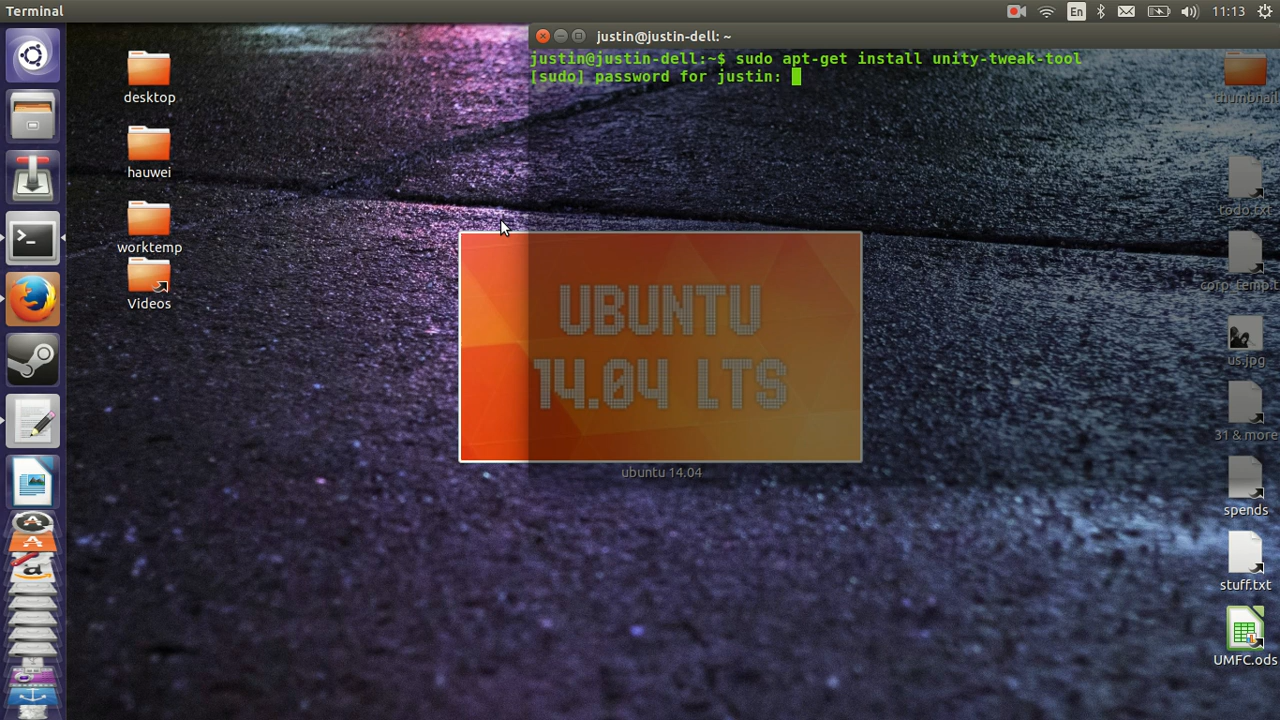 Terminal
En
11:13
justin@justin-dell: ~
justin@justin-dell:~$ sudo apt-get install unity-tweak-tool
[sudo] password for justin:
desktop
hauwei
worktemp
Videos
UBUNTU
14.04 LTS
ubuntu 14.04
thumbnail
todo.txt
us.jpg
31 & more
spends
stuff.txt
UMFC.ods